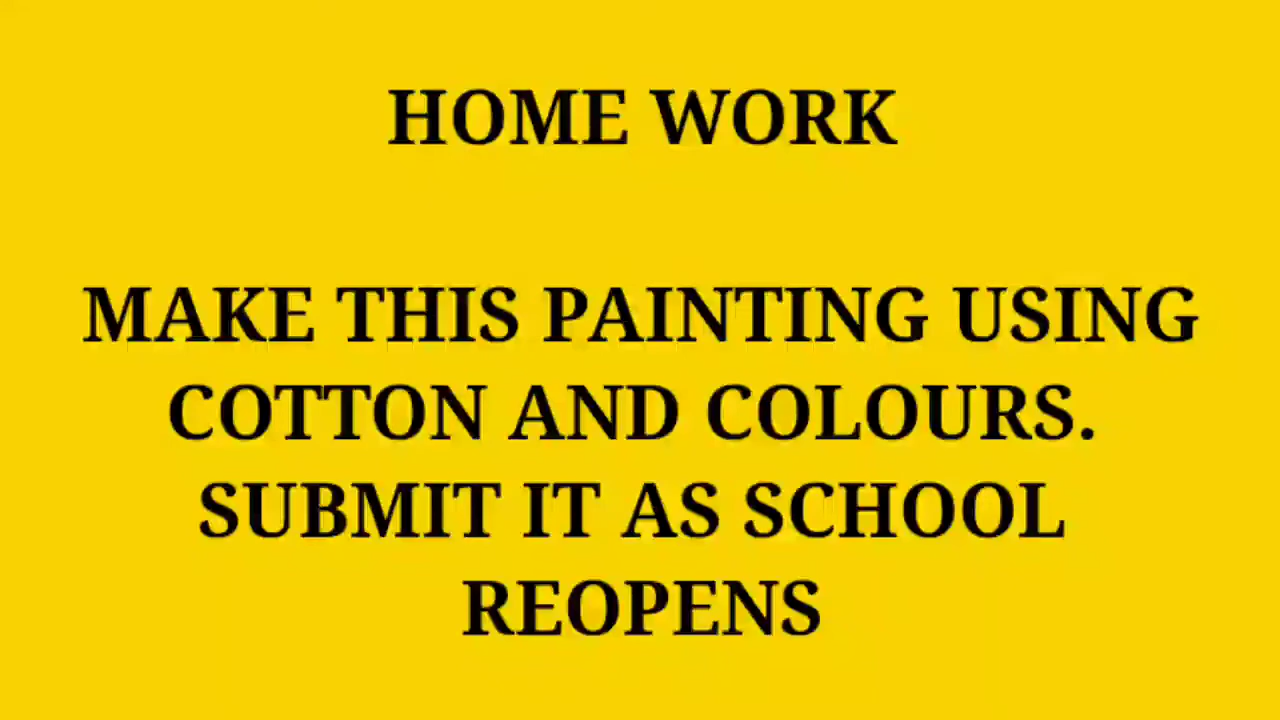 HOME WORK
MAKE THIS PAINTING USING
COTTON AND COLOURS.
SUBMIT IT AS SCHOOL
REOPENS